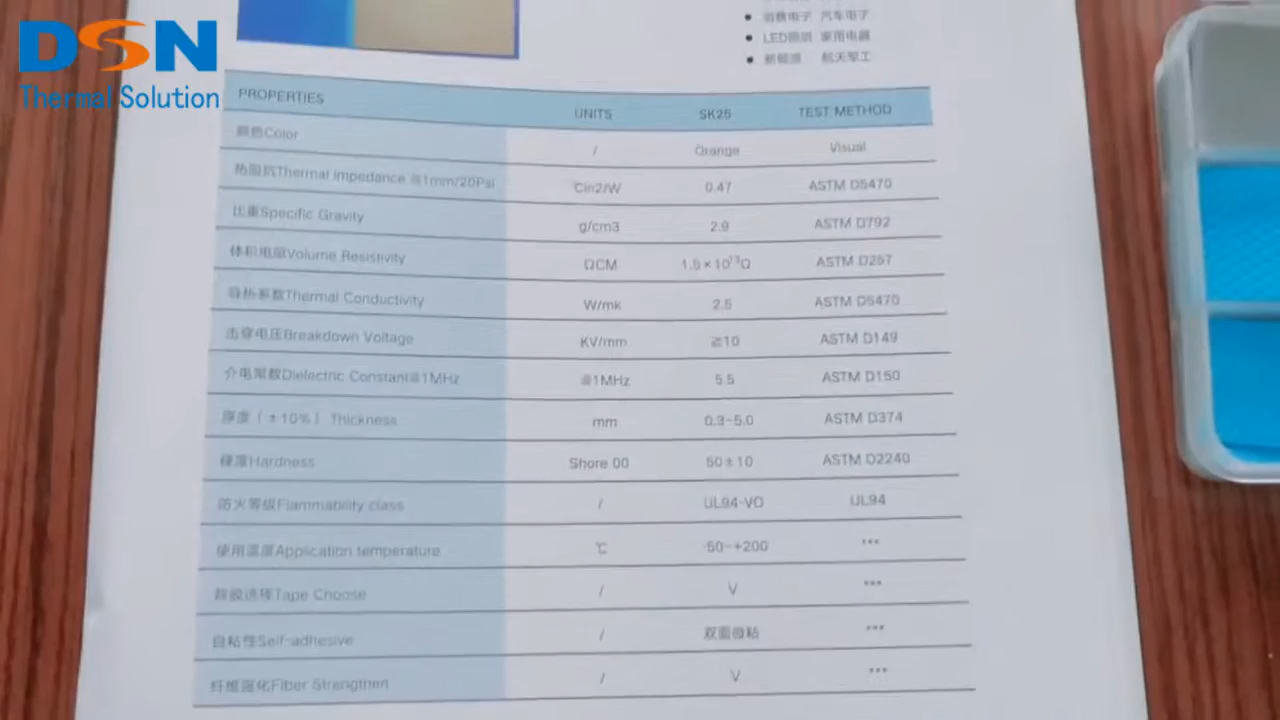 DSN
Thermal Solution
消费电子 汽车电子
LED照明 家用电器
新能源 航天军工
PROPERTIES UNITS SK25 TEST METHOD
颜色Color / Orange Visual
热阻抗Thermal Impedance @1mm/20Psi Cin2/W 0.47 ASTM D5470
比重Specific Gravity g/cm3 2.9 ASTM D792
体积电阻Volume Resistivity ΩCM 1.5×10¹³Ω ASTM D257
导热系数Thermal Conductivity W/mk 2.5 ASTM D5470
击穿电压Breakdown Voltage KV/mm ≧10 ASTM D149
介电常数Dielectric Constant@1MHz @1MHz 5.5 ASTM D150
厚度（±10%）Thickness mm 0.3-5.0 ASTM D374
硬度Hardness Shore 00 50±10 ASTM D2240
防火等级Flammability class / UL94-VO UL94
使用温度Application temperature ℃ -50-+200 ***
背胶选择Tape Choose / V ***
自粘性Self-adhesive / 双面微粘 ***
纤维强化Fiber Strengthen / V ***